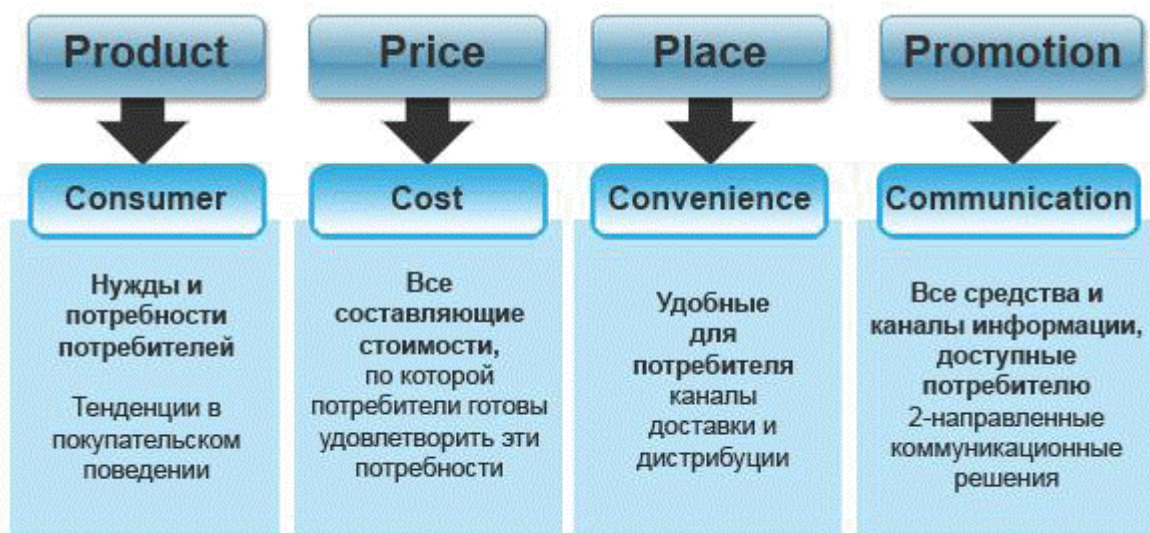 Product
Price
Place
Promotion
Consumer
Cost
Convenience
Communication
Нужды и
потребности
потребителей
Тенденции в
покупательском
поведении
Все
составляющие
стоимости,
по которой
потребители готовы
удовлетворить эти
потребности
Удобные
для
потребителя
каналы
доставки и
дистрибуции
Все средства и
каналы информации,
доступные
потребителю
2-направленные
коммуникационные
решения